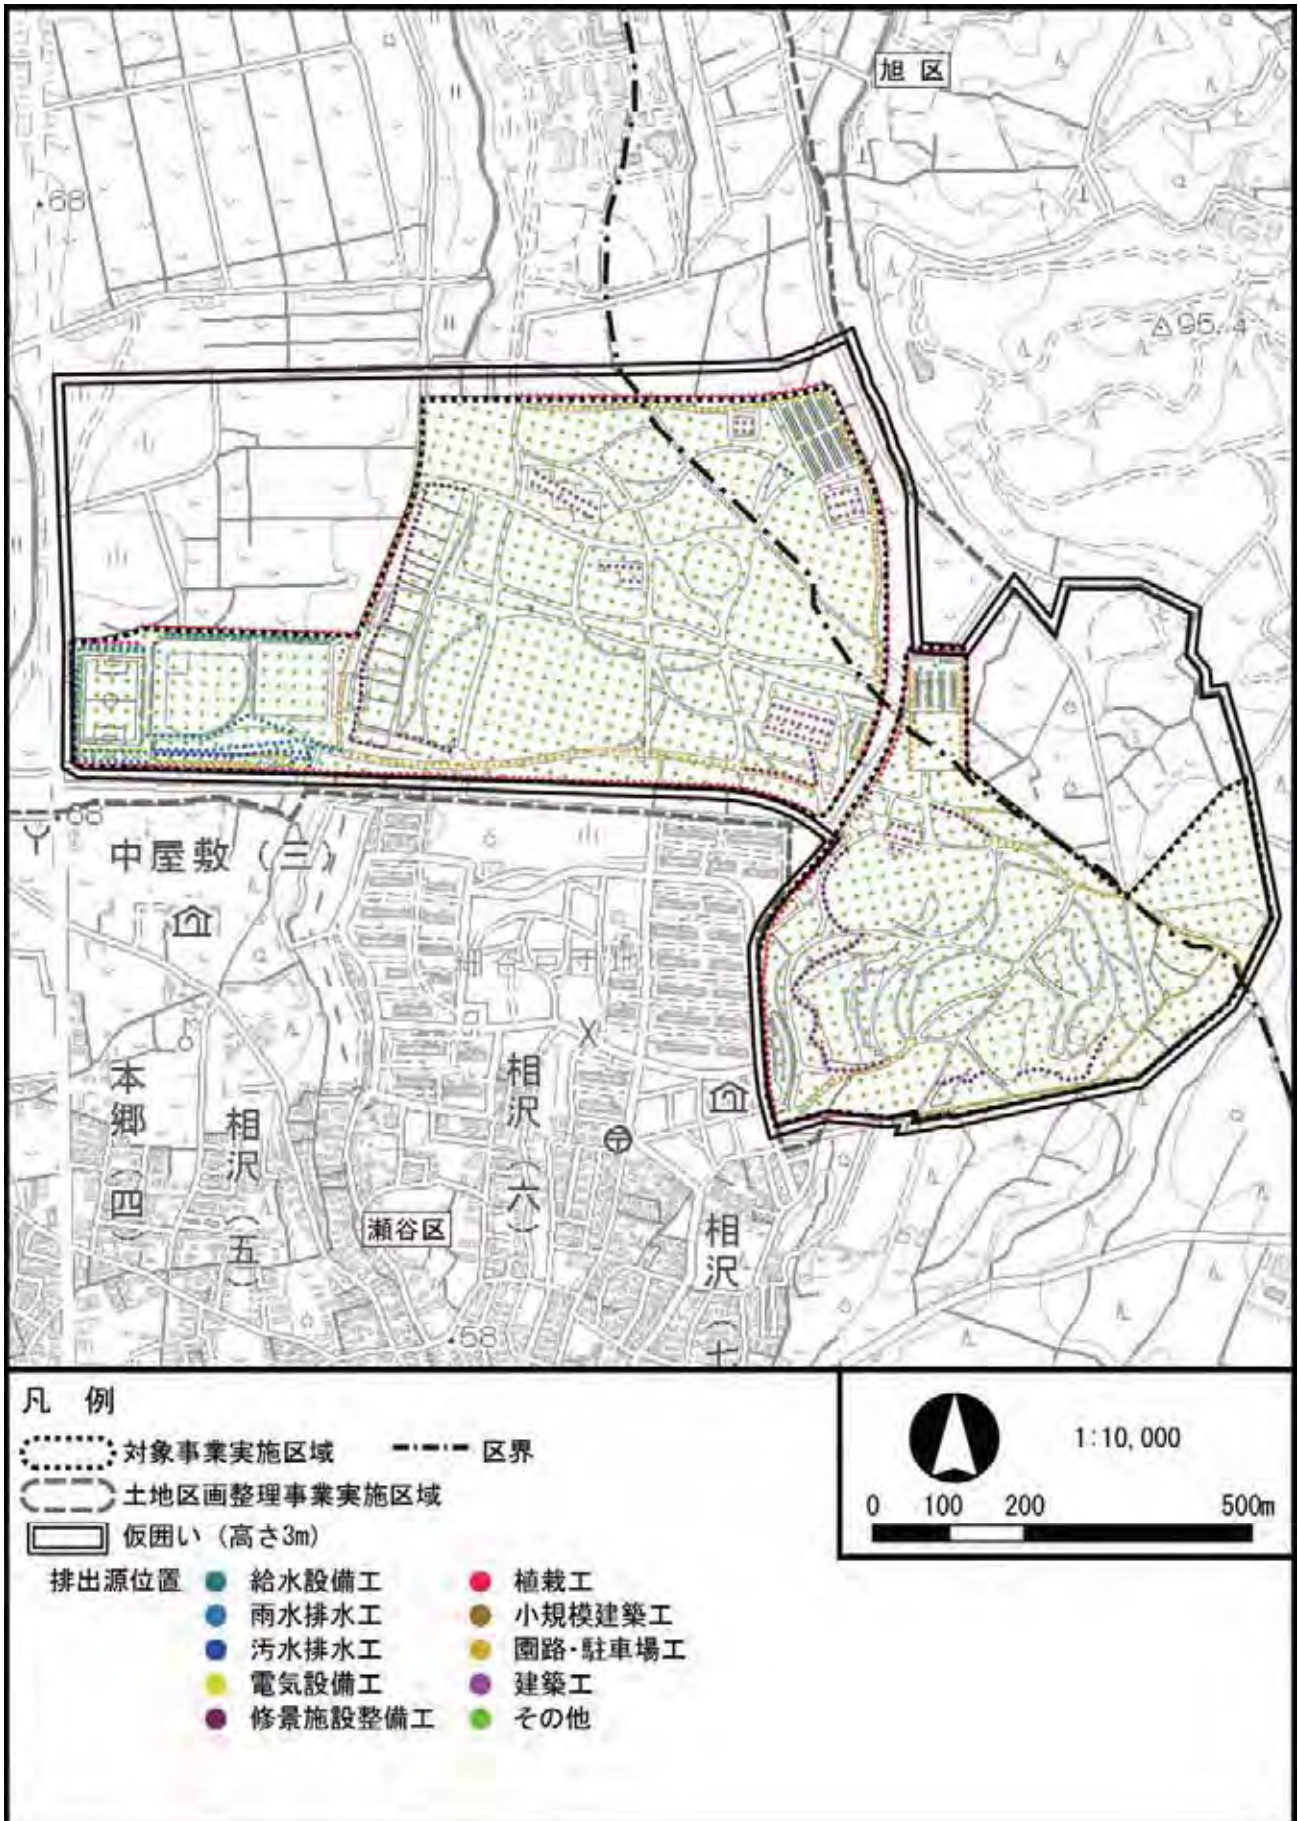 旭区
68
95.4
68
中屋敷(三)
本郷(四)
相沢(五)
相沢(六)
瀬谷区
相沢(七
58
凡 例
対象事業実施区域
区界
土地区画整理事業実施区域
仮囲い (高さ3m)
排出源位置
給水設備工
植栽工
雨水排水工
小規模建築工
汚水排水工
園路・駐車場工
電気設備工
建築工
修景施設整備工
その他
1:10,000
0 100 200 500m